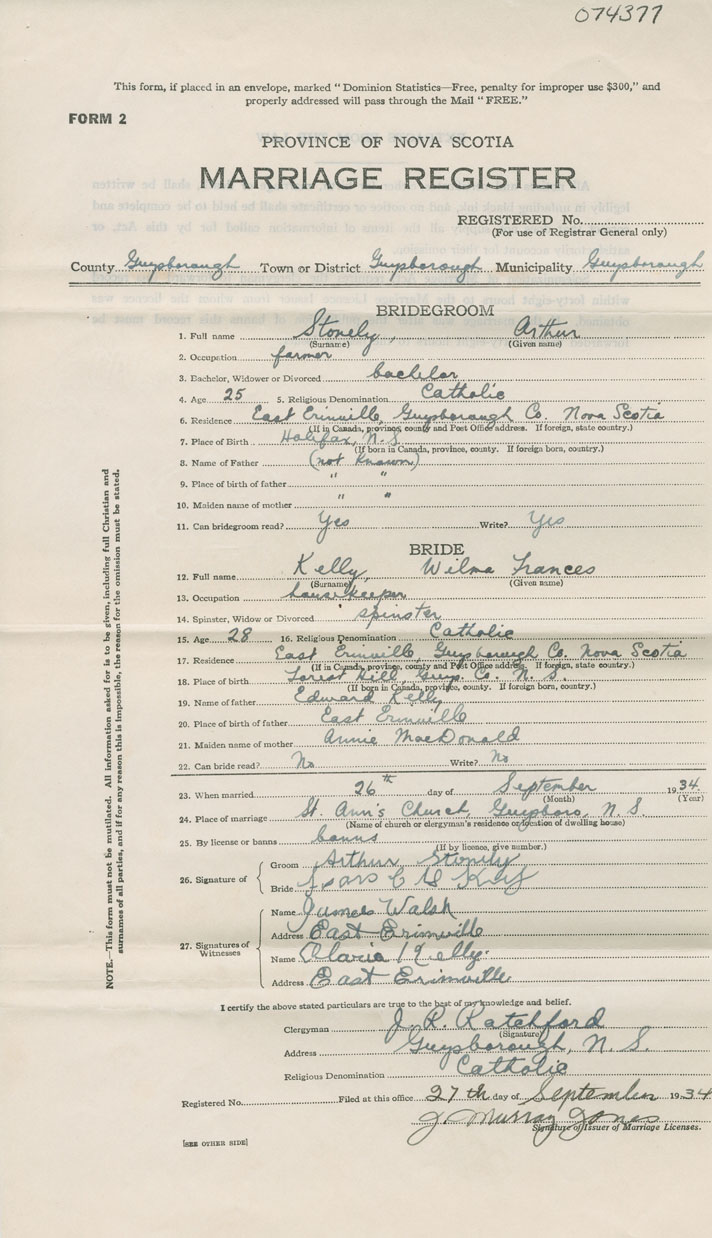 074377
This form, if placed in an envelope, marked "Dominion Statistics—Free, penalty for improper use $300," and
properly addressed will pass through the Mail "FREE."
FORM 2
PROVINCE OF NOVA SCOTIA
MARRIAGE REGISTER
REGISTERED No.
(For use of Registrar General only)
County Guysborough Town or District Guysborough Municipality Guysborough
BRIDEGROOM
1. Full name Stonely, Arthur
(Surname) (Given name)
2. Occupation farmer
3. Bachelor, Widower or Divorced bachelor
4. Age 25 5. Religious Denomination Catholic
6. Residence East Erinville, Guysborough Co. Nova Scotia
(If in Canada, province, county and Post Office address. If foreign, state country.)
7. Place of Birth Halifax, N.S.
(If born in Canada, province, county. If foreign born, country.)
8. Name of Father (not known)
9. Place of birth of father " "
10. Maiden name of mother " "
11. Can bridegroom read? Yes Write? Yes
BRIDE
12. Full name Kelly, Wilma Frances
(Surname) (Given name)
13. Occupation housekeeper
14. Spinster, Widow or Divorced spinster
15. Age 28 16. Religious Denomination Catholic
17. Residence East Erinville, Guysborough Co. Nova Scotia
(If in Canada, province, county and Post Office address. If foreign, state country.)
18. Place of birth Forest Hill, Guys. Co. N. S.
(If born in Canada, province, county. If foreign born, country.)
19. Name of father Edward Kelly
20. Place of birth of father East Erinville
21. Maiden name of mother Annie MacDonald
22. Can bride read? No Write? No
23. When married 26th day of September 1934
(Month) (Year)
24. Place of marriage St. Ann's Church, Guysboro, N. S.
(Name of church or clergyman's residence or location of dwelling house)
25. By license or banns banns
(If by licence, give number.)
26. Signature of
Groom Arthur Stonely
Bride
27. Signatures of Witnesses
Name James Walsh
Address East Erinville
Name Kelly
Address East Erinville
I certify the above stated particulars are true to the best of my knowledge and belief.
Clergyman J. R. Ratchford
(Signature)
Address Guysborough, N. S.
Religious Denomination Catholic
Registered No. Filed at this office 27th day of September 1934
J. Murray Jones
Signature of Issuer of Marriage Licenses.
[SEE OTHER SIDE]
NOTE.—This form must not be mutilated. All information asked for is to be given, including full Christian and
surnames of all parties, and if for any reason this is impossible, the reason for the omission must be stated.